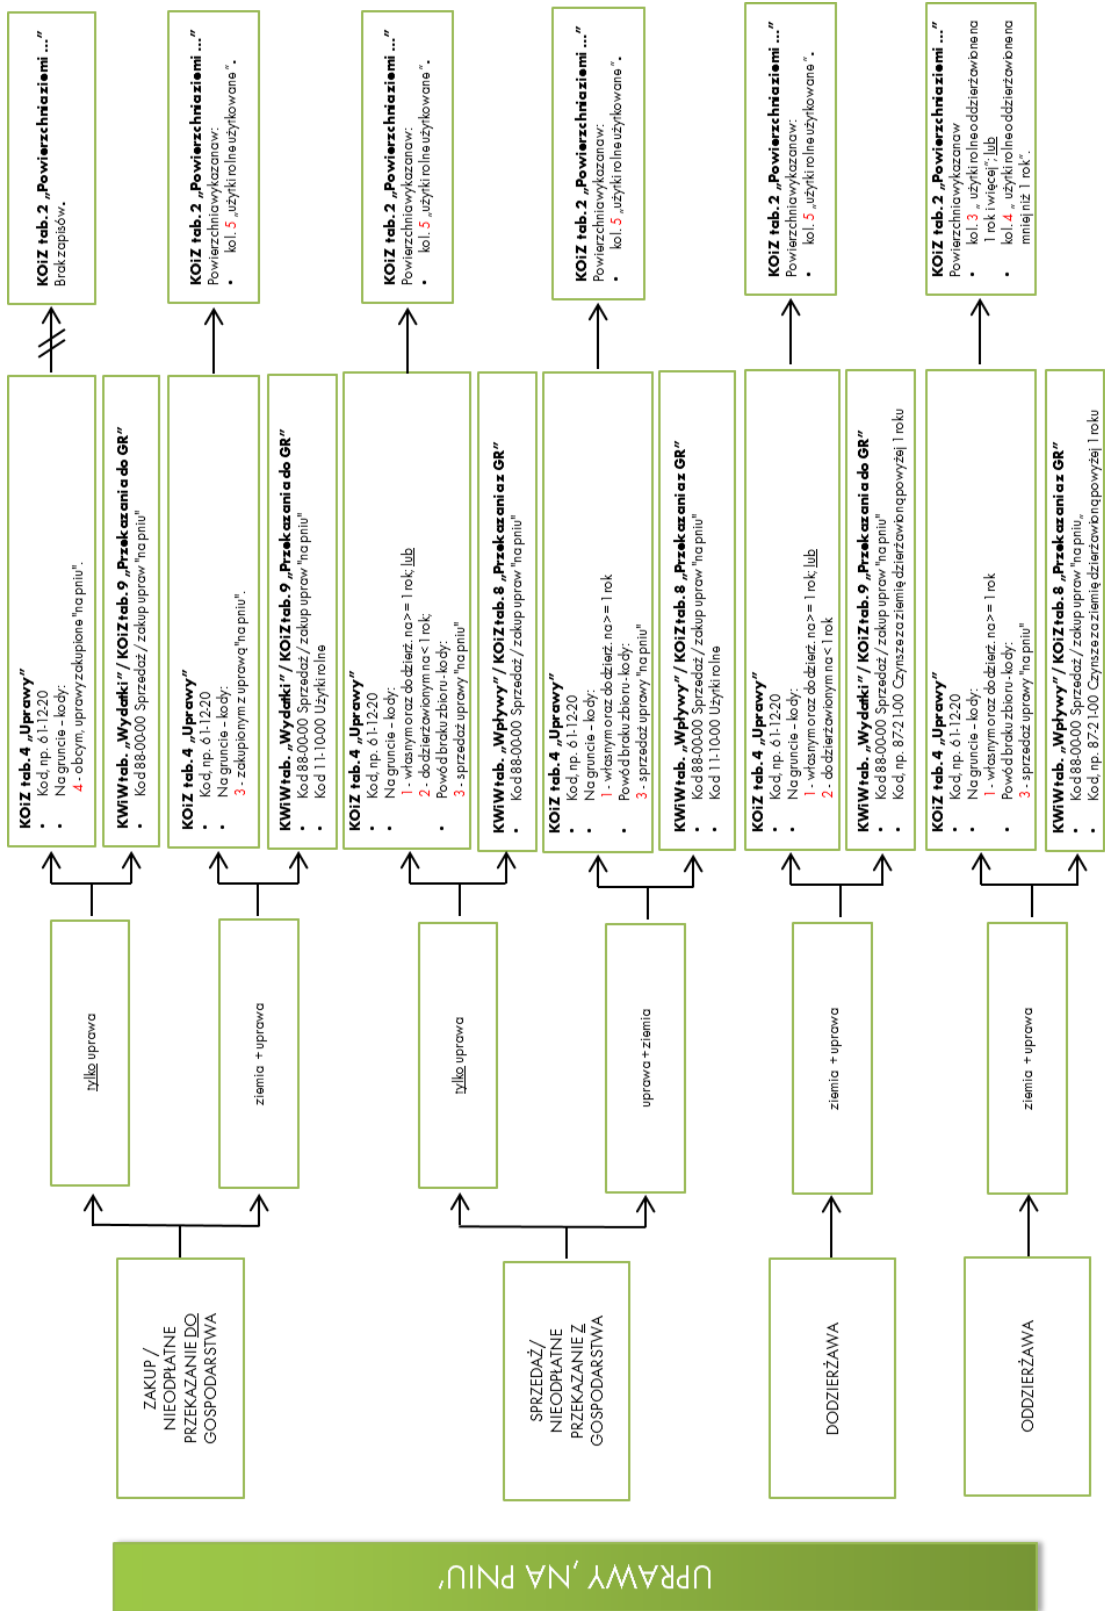 UPRAWY ‚NA PNIU'
ZAKUP /
NIEODPŁATNE
PRZEKAZANIE DO
GOSPODARSTWA
tylko uprawa
KOiZ tab. 4 „Uprawy”
• Kod, np. 61-12-20
• Na gruncie – kody:
4 - obcym, uprawy zakupione "na pniu".
KWiW tab. „Wydatki” / KOiZ tab. 9 „Przekazania do GR”
• Kod 88-00-00 Sprzedaż / zakup upraw "na pniu"
KOiZ tab. 2 „Powierzchnia ziemi ...”
Brak zapisów.
ziemia + uprawa
KOiZ tab. 4 „Uprawy”
• Kod, np. 61-12-20
• Na gruncie – kody:
3 - zakupionym z uprawą "na pniu".
KWiW tab. „Wydatki” / KOiZ tab. 9 „Przekazania do GR”
• Kod 88-00-00 Sprzedaż / zakup upraw "na pniu"
• Kod 11-10-00 Użytki rolne
KOiZ tab. 2 „Powierzchnia ziemi ...”
Powierzchnia wykazana w:
• kol. 5 „użytki rolne użytkowane ”.
SPRZEDAŻ/
NIEODPŁATNE
PRZEKAZANIE Z
GOSPODARSTWA
tylko uprawa
KOiZ tab. 4 „Uprawy”
• Kod, np. 61-12-20
• Na gruncie – kody:
1 - własnym oraz dodzierż. na >= 1 rok; lub
2 - dodzierżawionym na < 1 rok;
• Powód braku zbioru - kody:
3 - sprzedaż uprawy "na pniu"
KWiW tab. „Wpływy” / KOiZ tab. 8 „Przekazania z GR”
• Kod 88-00-00 Sprzedaż / zakup upraw "na pniu"
KOiZ tab. 2 „Powierzchnia ziemi ...”
Powierzchnia wykazana w:
• kol. 5 „użytki rolne użytkowane ”.
uprawa + ziemia
KOiZ tab. 4 „Uprawy”
• Kod, np. 61-12-20
• Na gruncie – kody:
1 - własnym oraz dodzierż. na >= 1 rok
• Powód braku zbioru - kody:
3 - sprzedaż uprawy "na pniu"
KWiW tab. „Wpływy” / KOiZ tab. 8 „Przekazania z GR”
• Kod 88-00-00 Sprzedaż / zakup upraw "na pniu"
• Kod 11-10-00 Użytki rolne
KOiZ tab. 2 „Powierzchnia ziemi ...”
Powierzchnia wykazana w:
• kol. 5 „użytki rolne użytkowane ”.
DODZIERŻAWA
ziemia + uprawa
KOiZ tab. 4 „Uprawy”
• Kod, np. 61-12-20
• Na gruncie – kody:
1 - własnym oraz dodzierż. na >= 1 rok; lub
2 - dodzierżawionym na < 1 rok
KWiW tab. „Wydatki” / KOiZ tab. 9 „Przekazania do GR”
• Kod 88-00-00 Sprzedaż / zakup upraw "na pniu"
• Kod, np. 87-21-00 Czynsze za ziemię dzierżawioną powyżej 1 roku
KOiZ tab. 2 „Powierzchnia ziemi ...”
Powierzchnia wykazana w:
• kol. 5 „użytki rolne użytkowane ”.
ODDZIERŻAWA
ziemia + uprawa
KOiZ tab. 4 „Uprawy”
• Kod, np. 61-12-20
• Na gruncie – kody:
1 - własnym oraz dodzierż. na >= 1 rok
• Powód braku zbioru - kody:
3 - sprzedaż uprawy "na pniu"
KWiW tab. „Wpływy” / KOiZ tab. 8 „Przekazania z GR”
• Kod 88-00-00 Sprzedaż / zakup upraw "na pniu„
• Kod, np. 87-21-00 Czynsze za ziemię dzierżawioną powyżej 1 roku
KOiZ tab. 2 „Powierzchnia ziemi ...”
Powierzchnia wykazana w
• kol. 3 „ użytki rolne oddzierżawione na
1 rok i więcej”; lub
• kol. 4 „ użytki rolne oddzierżawione na
mniej niż 1 rok”.